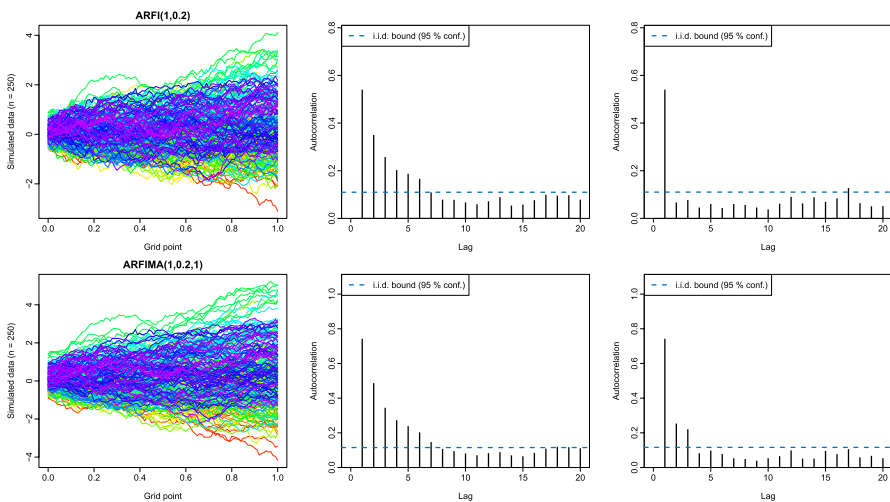 ARFI(1,0.2)
Simulated data (n = 250)
4
2
0
−2
0.0 0.2 0.4 0.6 0.8 1.0
Grid point
i.i.d. bound (95 % conf.)
Autocorrelation
0.8
0.6
0.4
0.2
0.0
0 5 10 15 20
Lag
i.i.d. bound (95 % conf.)
Autocorrelation
0.8
0.6
0.4
0.2
0.0
0 5 10 15 20
Lag
ARFIMA(1,0.2,1)
Simulated data (n = 250)
4
2
0
−2
−4
0.0 0.2 0.4 0.6 0.8 1.0
Grid point
i.i.d. bound (95 % conf.)
Autocorrelation
1.0
0.8
0.6
0.4
0.2
0.0
0 5 10 15 20
Lag
i.i.d. bound (95 % conf.)
Autocorrelation
1.0
0.8
0.6
0.4
0.2
0.0
0 5 10 15 20
Lag